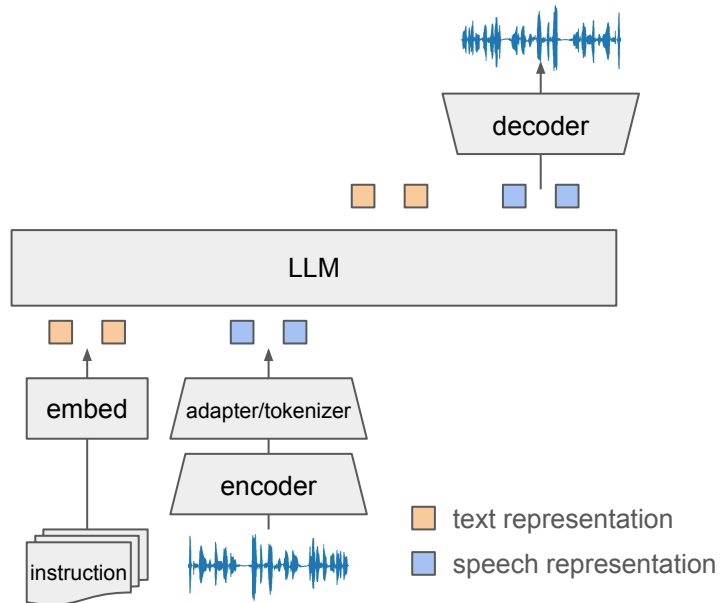 decoder
LLM
embed
adapter/tokenizer
encoder
instruction
text representation
speech representation